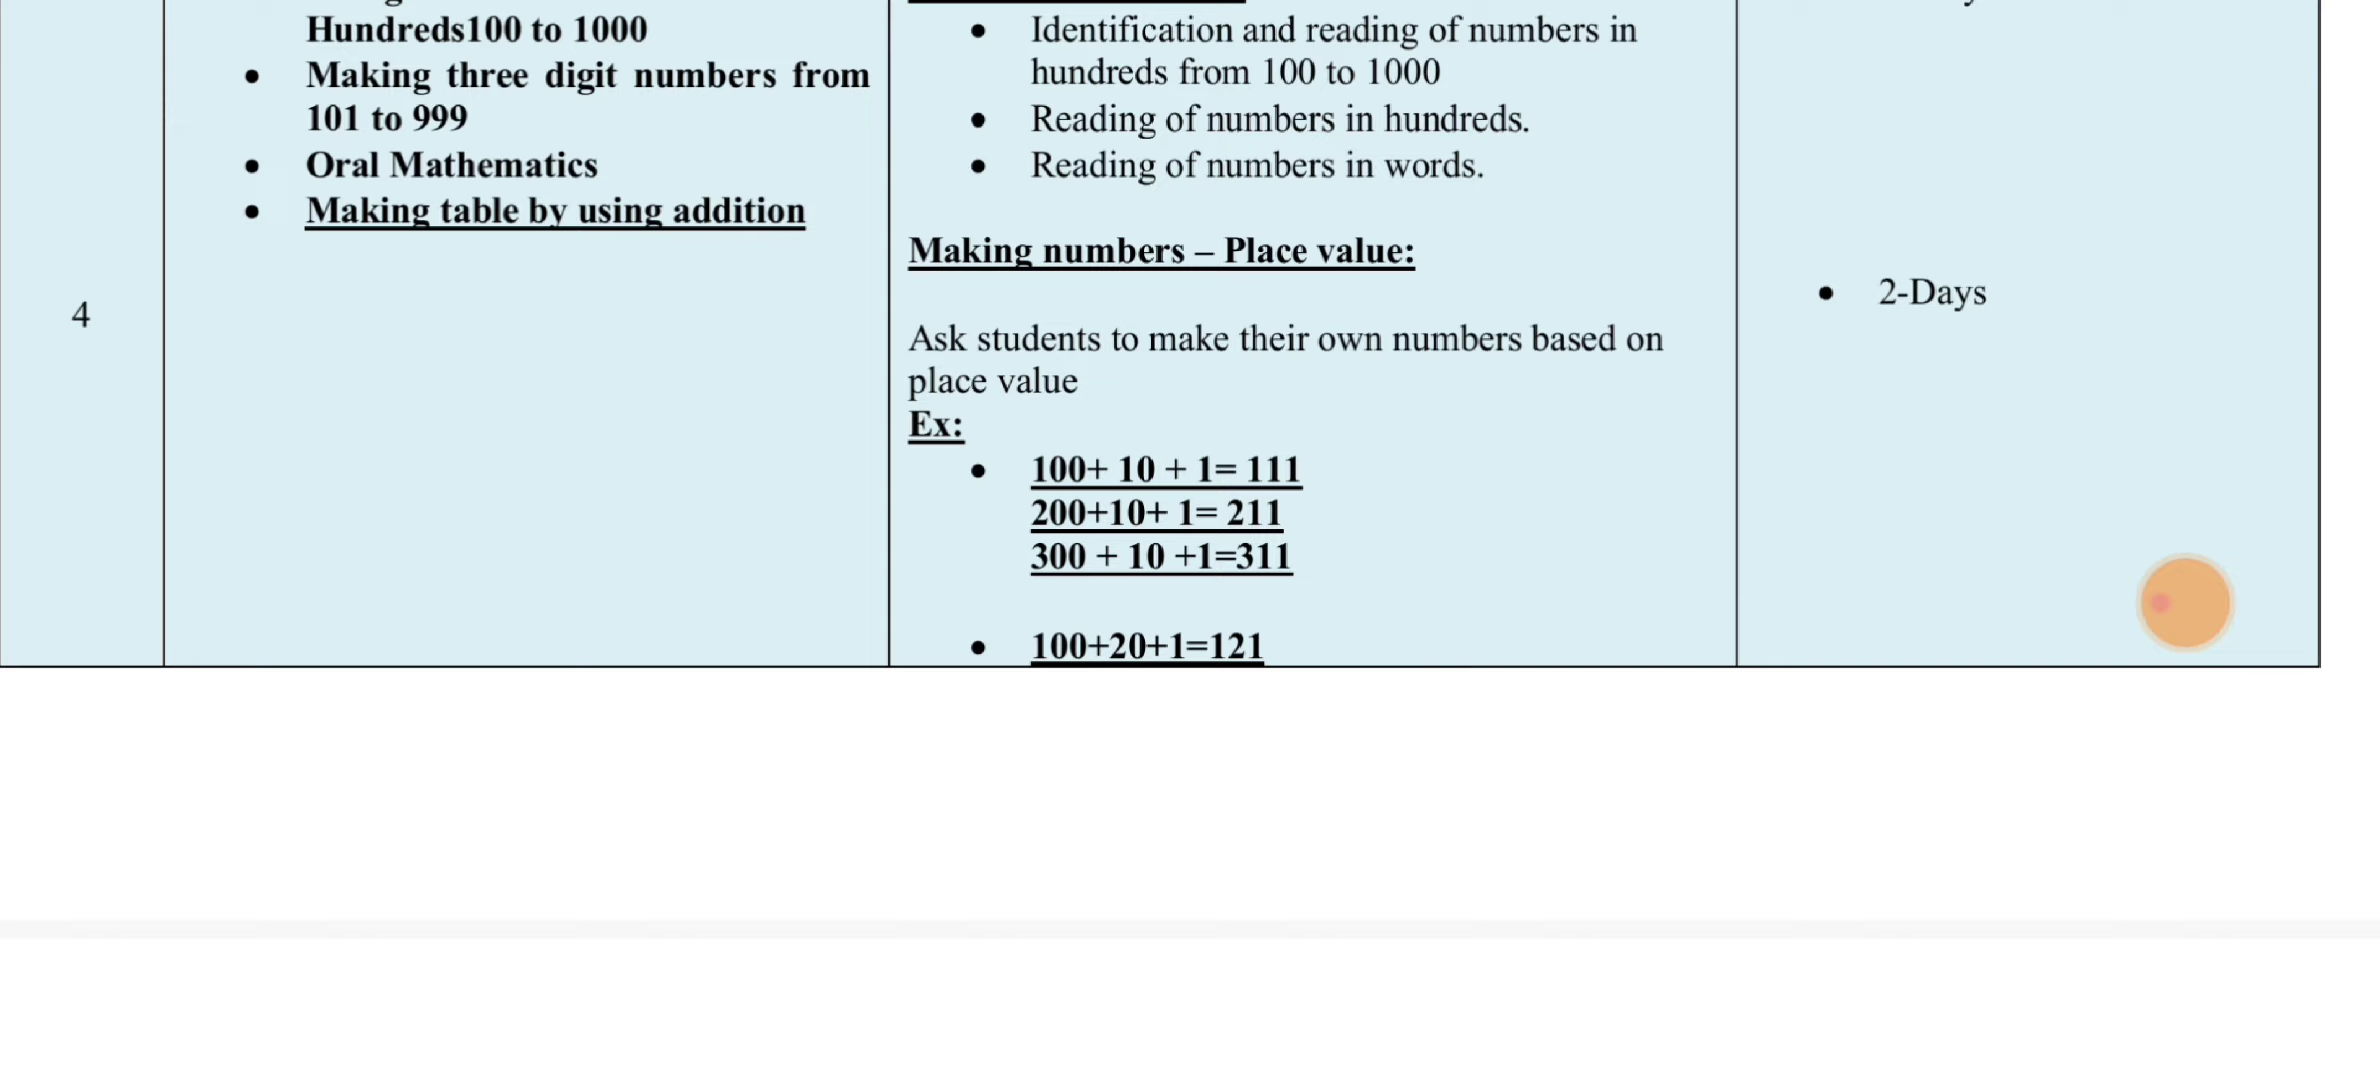 4
Hundreds100 to 1000
• Making three digit numbers from
101 to 999
• Oral Mathematics
• Making table by using addition
• Identification and reading of numbers in
hundreds from 100 to 1000
• Reading of numbers in hundreds.
• Reading of numbers in words.
Making numbers – Place value:
Ask students to make their own numbers based on
place value
Ex:
• 100+ 10 + 1= 111
200+10+ 1= 211
300 + 10 +1=311
• 100+20+1=121
• 2-Days